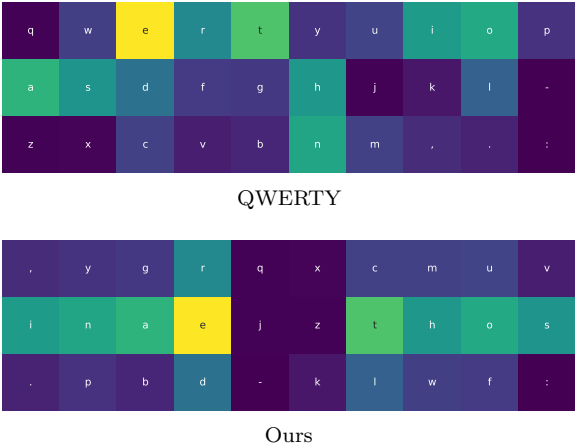 q w e r t y u i o p
a s d f g h j k l -
z x c v b n m , . :
QWERTY
, y g r q x c m u v
i n a e j z t h o s
. p b d - k l w f :
Ours